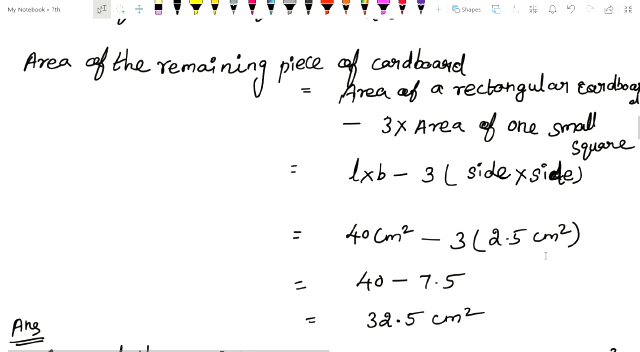 My Notebook • 7th
Shapes
Area of the remaining piece of cardboard
= Area of a rectangular cardboard
- 3 x Area of one small
square
= l x b - 3 ( side x side)
= 40 cm² - 3 ( 2.5 cm²)
= 40 - 7.5
= 32.5 cm²
Ans